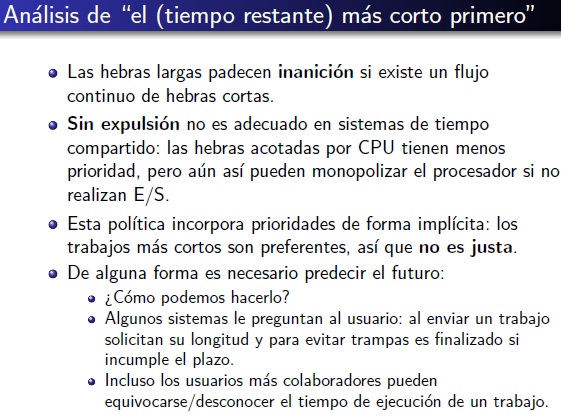 Análisis de “el (tiempo restante) más corto primero”
Las hebras largas padecen inanición si existe un flujo
continuo de hebras cortas.
Sin expulsión no es adecuado en sistemas de tiempo
compartido: las hebras acotadas por CPU tienen menos
prioridad, pero aún así pueden monopolizar el procesador si no
realizan E/S.
Esta política incorpora prioridades de forma implícita: los
trabajos más cortos son preferentes, así que no es justa.
De alguna forma es necesario predecir el futuro:
¿Cómo podemos hacerlo?
Algunos sistemas le preguntan al usuario: al enviar un trabajo
solicitan su longitud y para evitar trampas es finalizado si
incumple el plazo.
Incluso los usuarios más colaboradores pueden
equivocarse/desconocer el tiempo de ejecución de un trabajo.